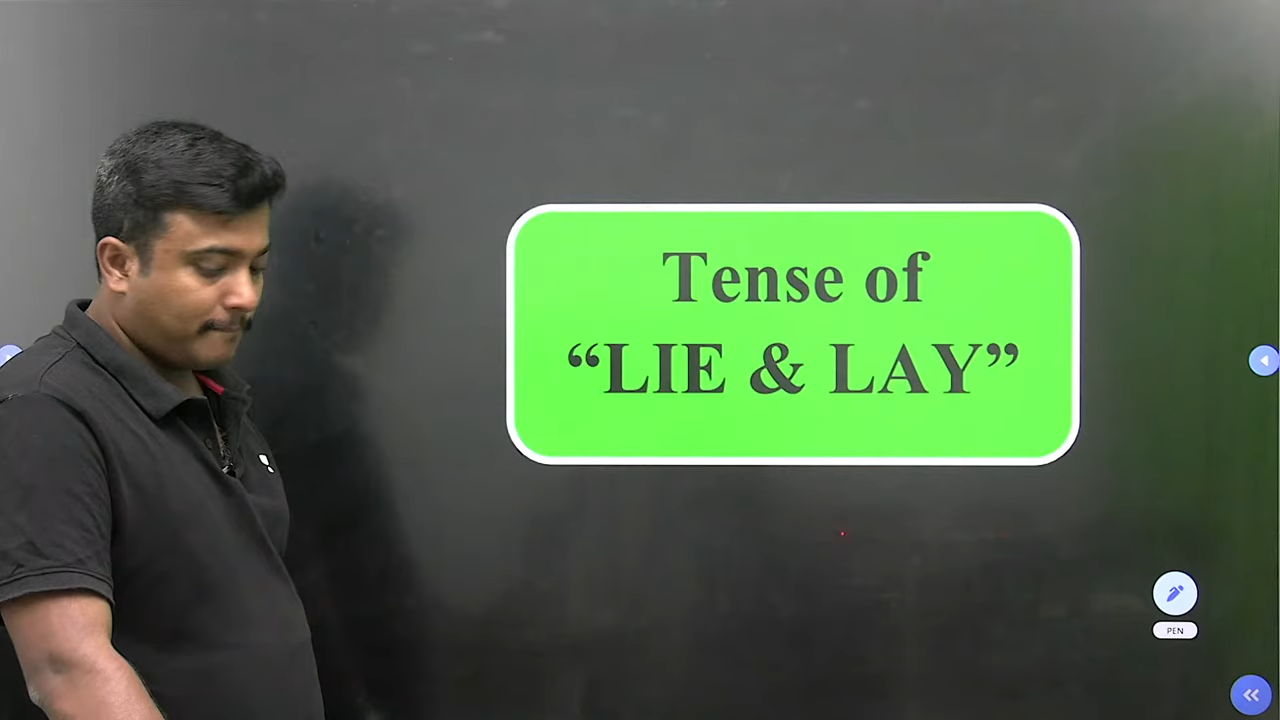 Tense of
“LIE & LAY”
PEN